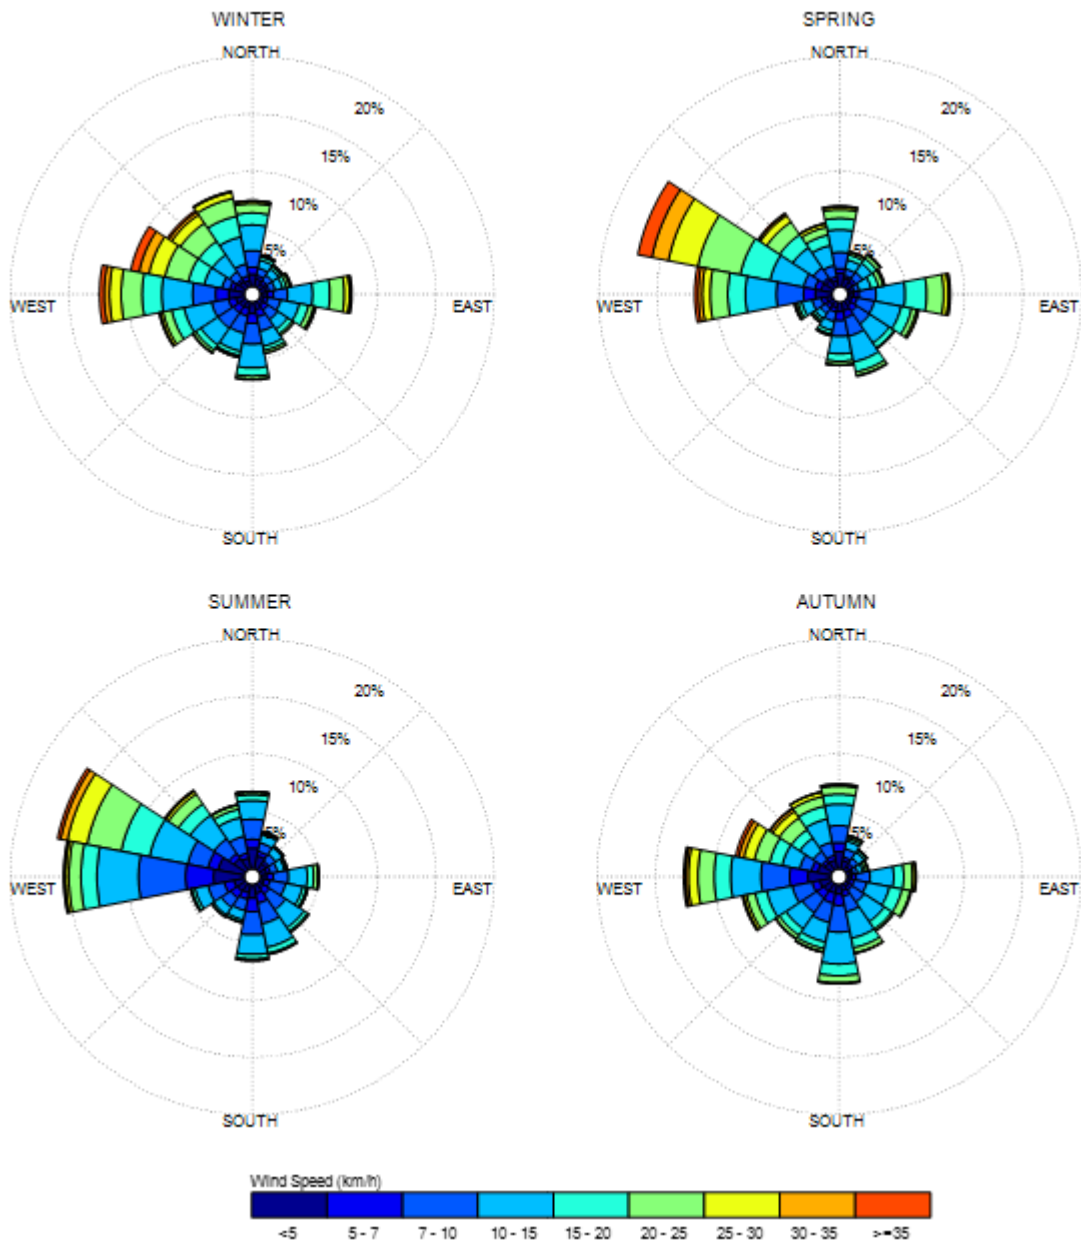 WINTER
SPRING
NORTH
NORTH
20%
20%
15%
15%
10%
10%
5%
5%
WEST
EAST
WEST
EAST
SOUTH
SOUTH
SUMMER
AUTUMN
NORTH
NORTH
20%
20%
15%
15%
10%
10%
5%
5%
WEST
EAST
WEST
EAST
SOUTH
SOUTH
Wind Speed (km/h)
<5 5 - 7 7 - 10 10 - 15 15 - 20 20 - 25 25 - 30 30 - 35 >=35